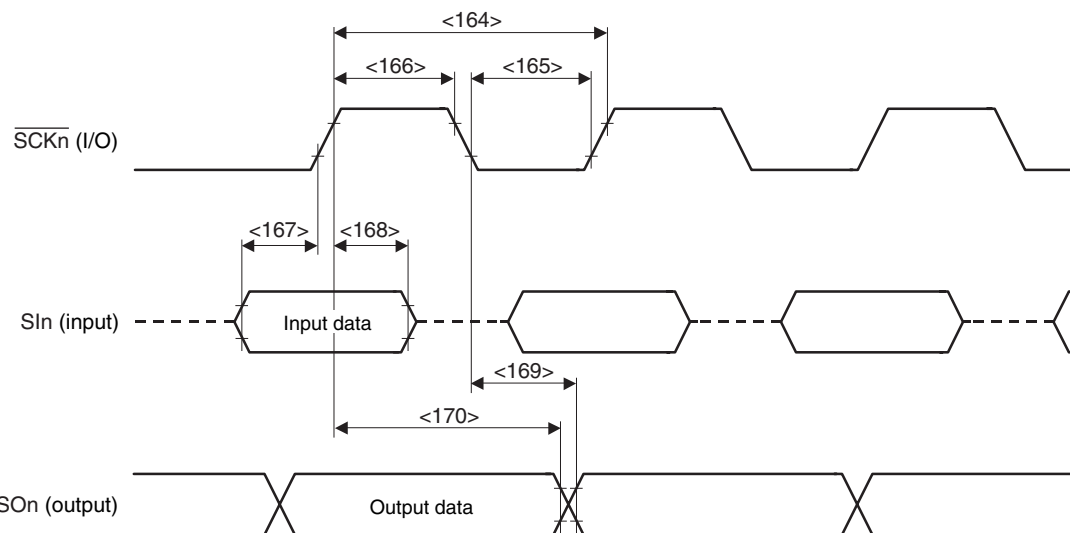 <164>
<166> <165>
SCKn (I/O)
<167> <168>
SIn (input) Input data
<169>
<170>
SOn (output) Output data